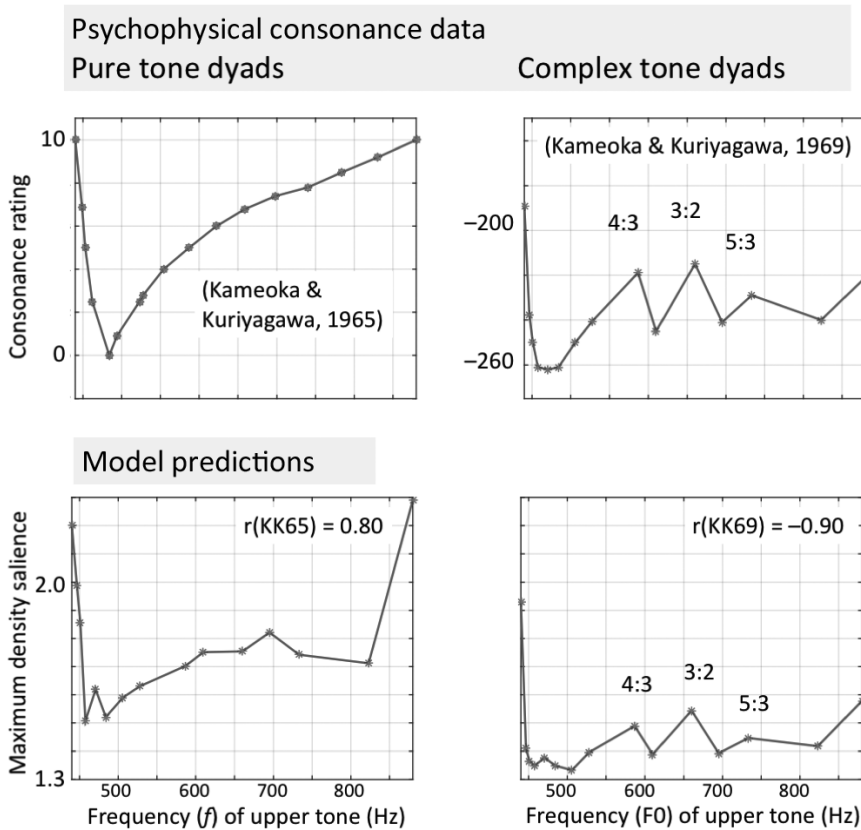 Psychophysical consonance data
Pure tone dyads
Complex tone dyads
Consonance rating
10
0
(Kameoka &
Kuriyagawa, 1965)
(Kameoka & Kuriyagawa, 1969)
–200
–260
4:3
3:2
5:3
Model predictions
Maximum density salience
2.0
1.3
r(KK65) = 0.80
500 600 700 800
Frequency (f) of upper tone (Hz)
r(KK69) = –0.90
4:3
3:2
5:3
500 600 700 800
Frequency (F0) of upper tone (Hz)